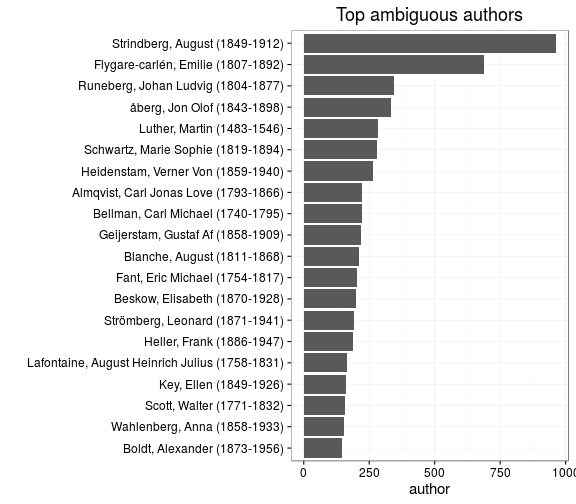 Top ambiguous authors
Strindberg, August (1849-1912)
Flygare-carlén, Emilie (1807-1892)
Runeberg, Johan Ludvig (1804-1877)
åberg, Jon Olof (1843-1898)
Luther, Martin (1483-1546)
Schwartz, Marie Sophie (1819-1894)
Heidenstam, Verner Von (1859-1940)
Almqvist, Carl Jonas Love (1793-1866)
Bellman, Carl Michael (1740-1795)
Geijerstam, Gustaf Af (1858-1909)
Blanche, August (1811-1868)
Fant, Eric Michael (1754-1817)
Beskow, Elisabeth (1870-1928)
Strömberg, Leonard (1871-1941)
Heller, Frank (1886-1947)
Lafontaine, August Heinrich Julius (1758-1831)
Key, Ellen (1849-1926)
Scott, Walter (1771-1832)
Wahlenberg, Anna (1858-1933)
Boldt, Alexander (1873-1956)
0 250 500 750 1000
author